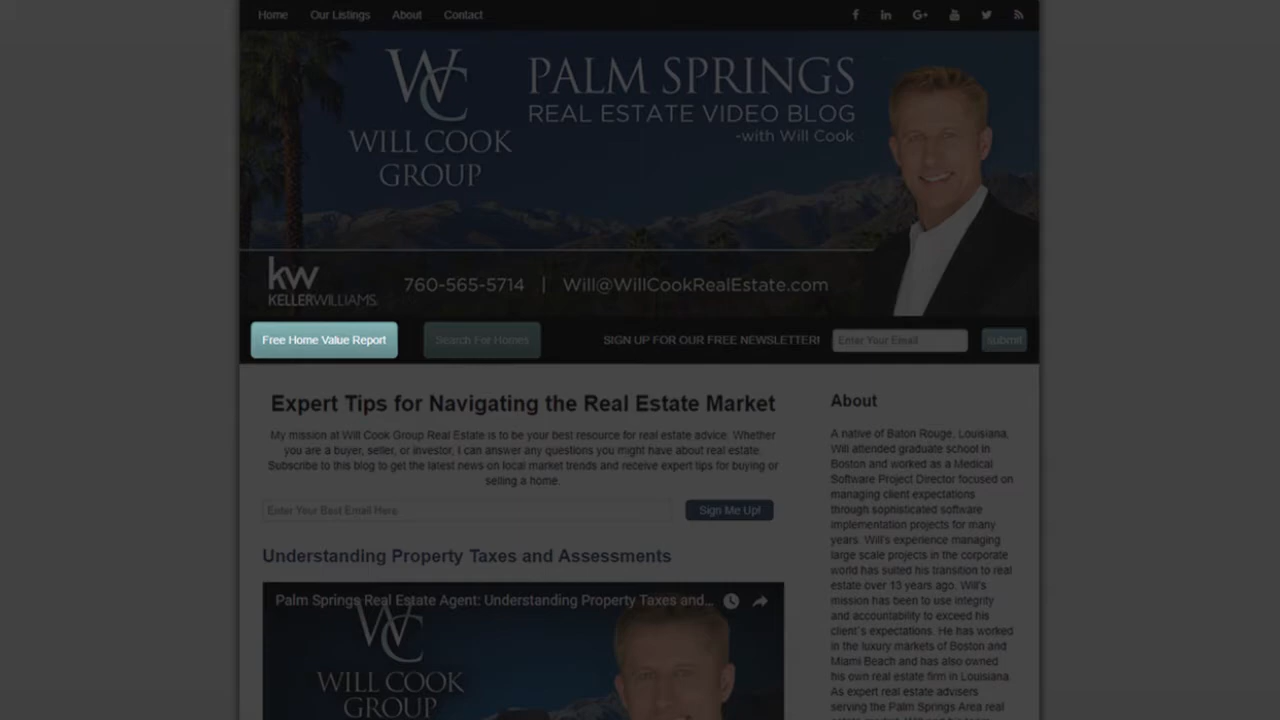 Home Our Listings About Contact
WC
WILL COOK
GROUP
PALM SPRINGS
REAL ESTATE VIDEO BLOG
-with Will Cook
kw
KELLERWILLIAMS.
760-565-5714 | Will@WillCookRealEstate.com
Free Home Value Report
Search For Homes
SIGN UP FOR OUR FREE NEWSLETTER!
Enter Your Email
submit
Expert Tips for Navigating the Real Estate Market
My mission at Will Cook Group Real Estate is to be your best resource for real estate advice. Whether
you are a buyer, seller, or investor, I can answer any questions you might have about real estate.
Subscribe to this blog to get the latest news on local market trends and receive expert tips for buying or
selling a home.
Enter Your Best Email Here
Sign Me Up!
Understanding Property Taxes and Assessments
Palm Springs Real Estate Agent: Understanding Property Taxes and...
WC
WILL COOK
GROUP
About
A native of Baton Rouge, Louisiana,
Will attended graduate school in
Boston and worked as a Medical
Software Project Director focused on
managing client expectations
through sophisticated software
implementation projects for many
years. Will's experience managing
large scale projects in the corporate
world has suited his transition to real
estate over 13 years ago. Will's
mission has been to use integrity
and accountability to exceed his
client's expectations. He has worked
in the luxury markets of Boston and
Miami Beach and has also owned
his own real estate firm in Louisiana.
As expert real estate advisers
serving the Palm Springs Area real